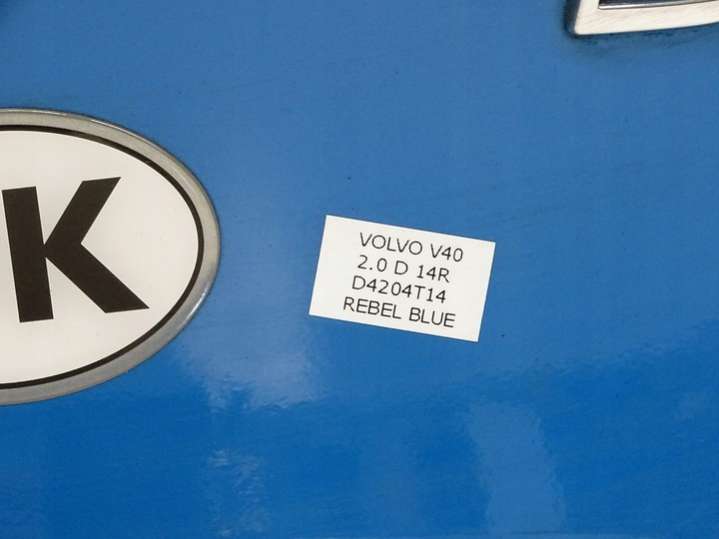 K
VOLVO V40
2.0 D 14R
D4204T14
REBEL BLUE